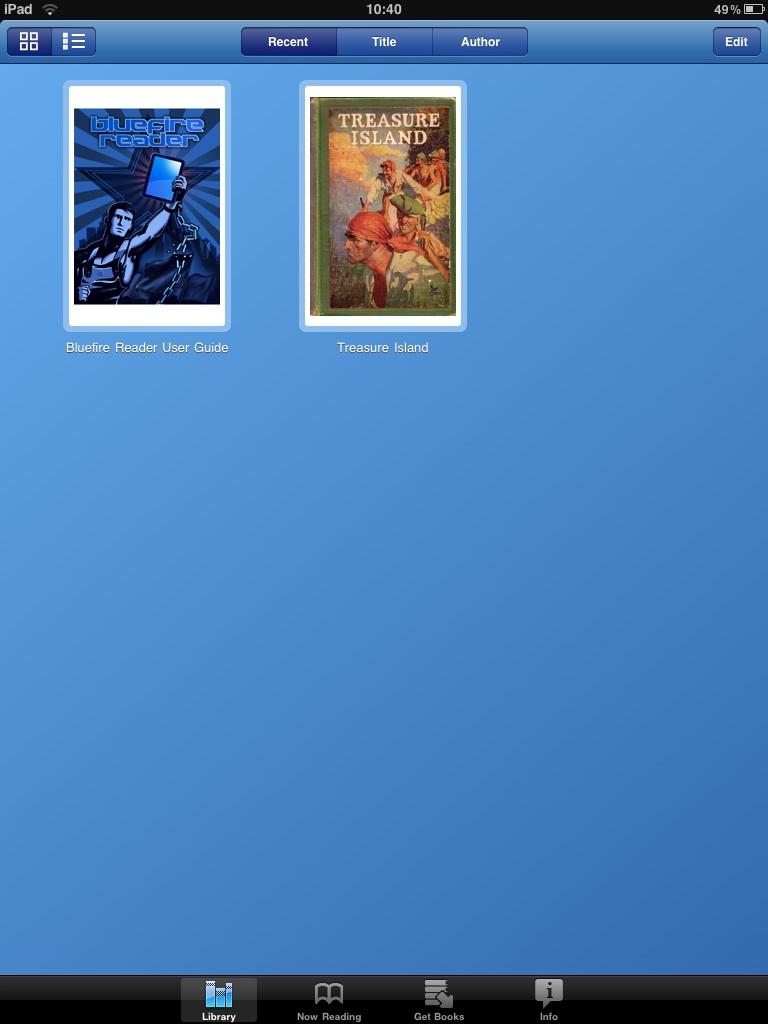 iPad 10:40 49%
Recent Title Author Edit
bluefire
reader
TREASURE
ISLAND
Bluefire Reader User Guide Treasure Island
Library Now Reading Get Books Info